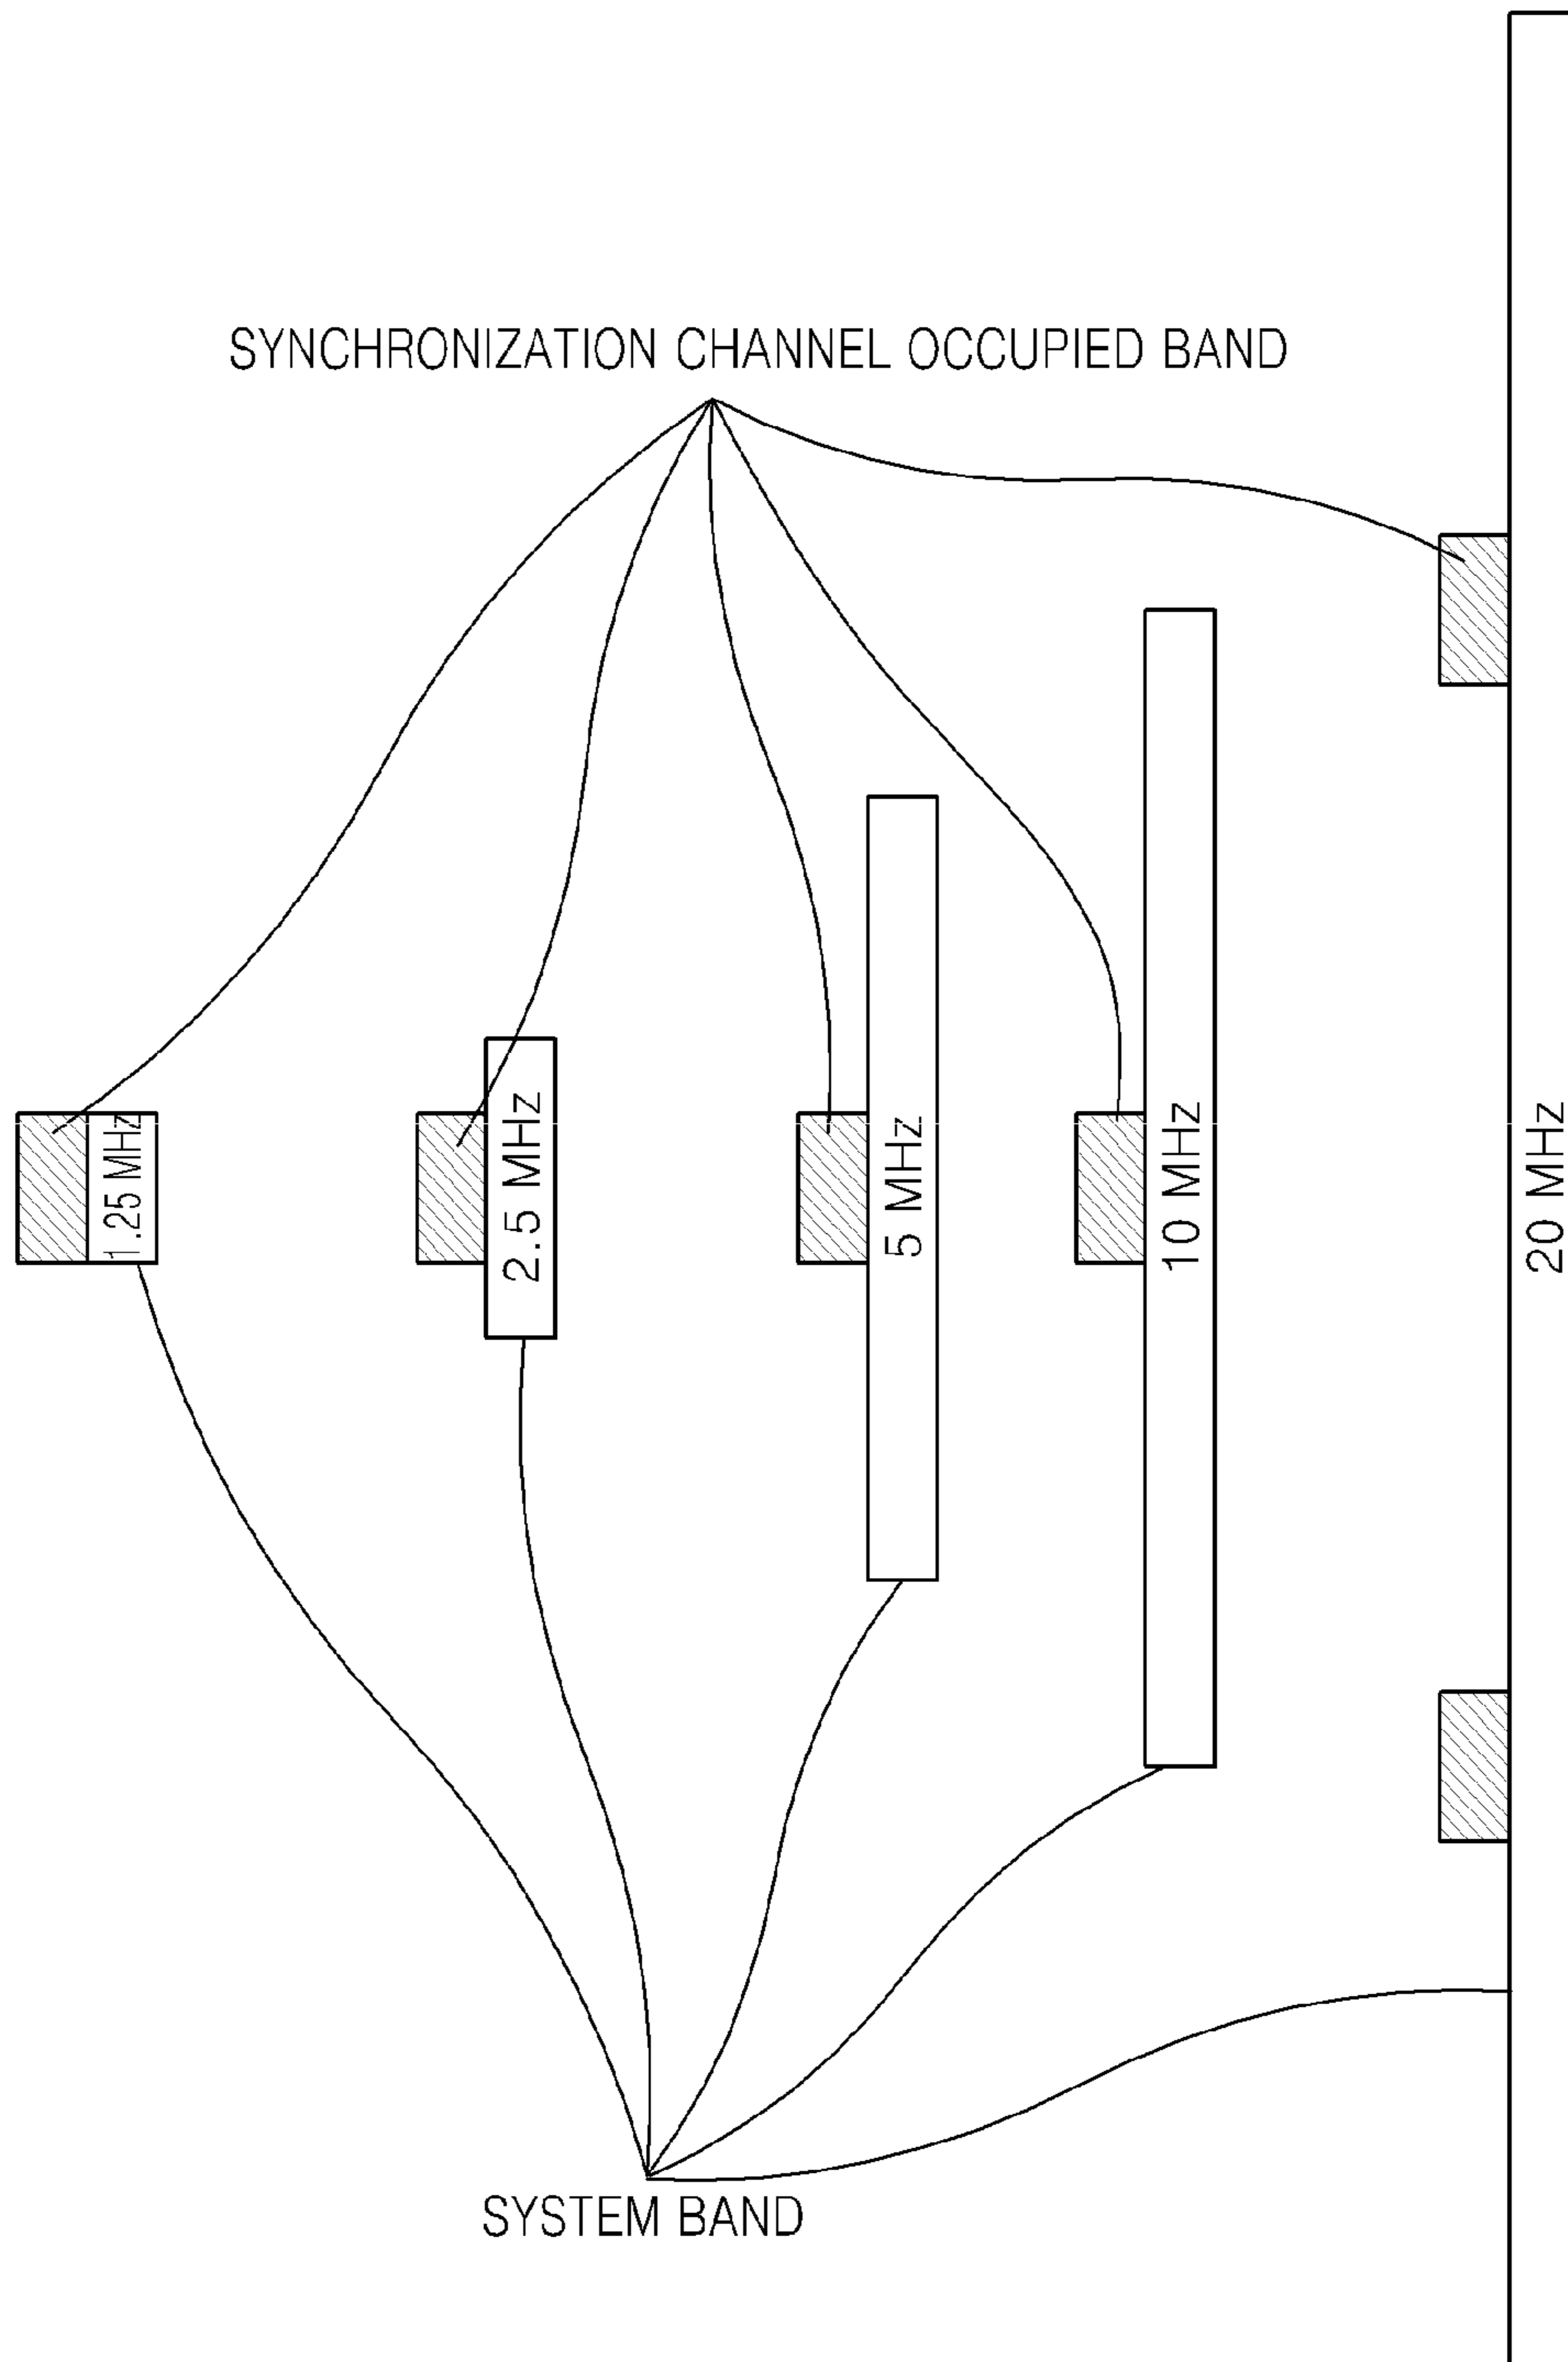 SYNCHRONIZATION CHANNEL OCCUPIED BAND
1.25 MHz
2.5 MHz
5 MHz
10 MHz
20 MHz
SYSTEM BAND